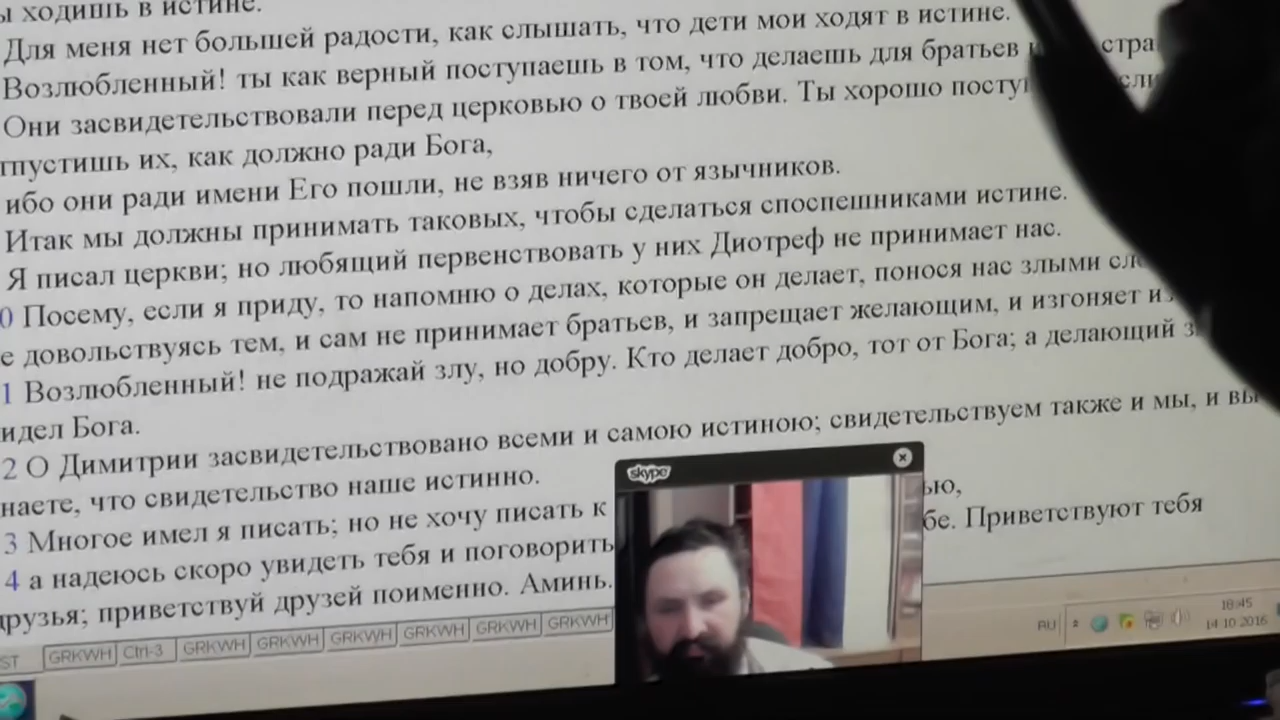 ходишь в истине.
Для меня нет большей радости, как слышать, что дети мои ходят в истине.
Возлюбленный! ты как верный поступаешь в том, что делаешь для братьев
Они засвидетельствовали перед церковью о твоей любви. Ты хорошо
как должно ради Бога,
ибо они ради имени Его пошли, не взяв ничего от язычников.
Итак мы должны принимать таковых, чтобы сделаться споспешниками истине.
Я писал церкви; но любящий первенствовать у них Диотреф не принимает нас.
0 Посему, если я приду, то напомню о делах, которые он делает, понося нас злыми
е довольствуясь тем, и сам не принимает братьев, и запрещает желающим, и изгоняет
1 Возлюбленный! не подражай злу, но добру. Кто делает добро, тот от Бога; а делающий
идел Бога.
2 О Димитрии засвидетельствовано всеми и самою истиною; свидетельствуем также и мы, и вы
наете, что свидетельство наше истинно.
3 Многое имел я писать; но не хочу писать к ью,
4 а надеюсь скоро увидеть тебя и поговорить бе. Приветствуют тебя
друзья; приветствуй друзей поименно. Аминь.
skype
ST GRKWH Ctrl-3 GRKWH GRKWH GRKWH GRKWH GRKWH GRKWH
RU 18:45
14.10.2016